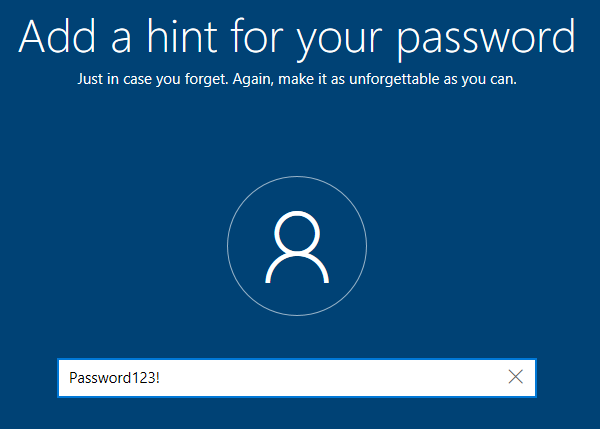 Add a hint for your password
Just in case you forget. Again, make it as unforgettable as you can.
Password123!